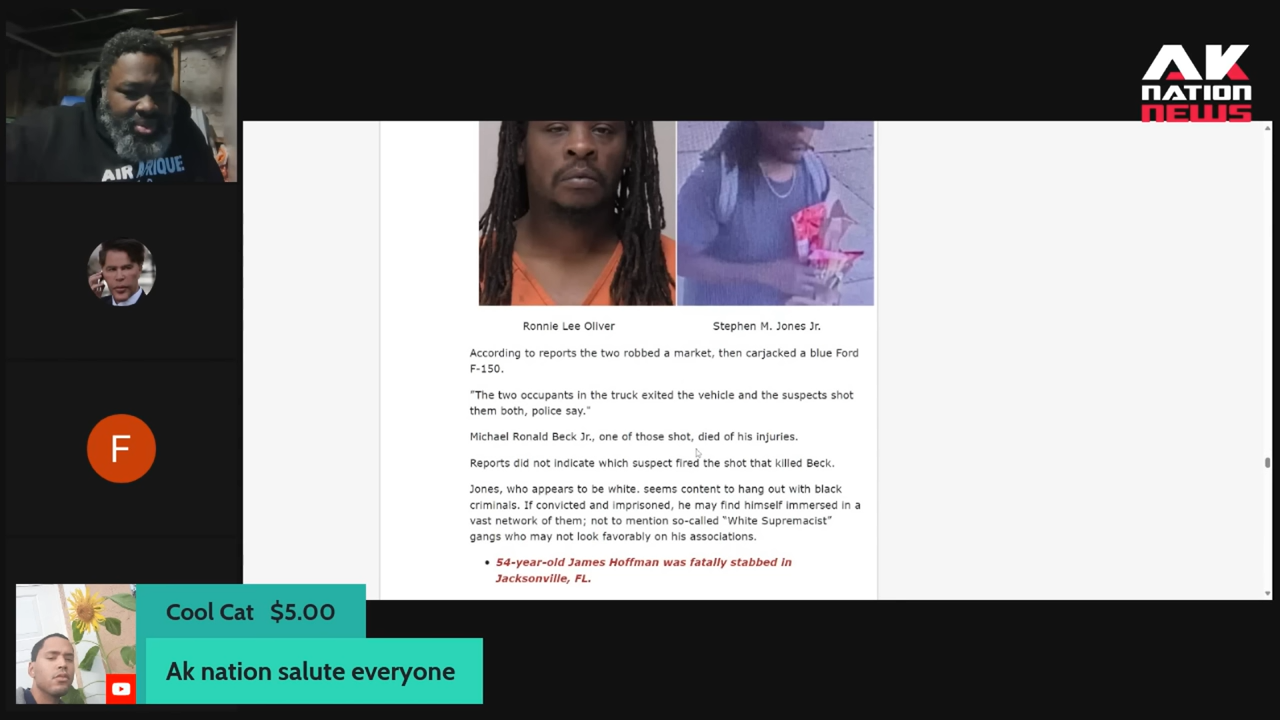 AK
NATION
NEWS
AIR
Ronnie Lee Oliver
Stephen M. Jones Jr.
According to reports the two robbed a market, then carjacked a blue Ford
F-150.
"The two occupants in the truck exited the vehicle and the suspects shot
them both, police say."
Michael Ronald Beck Jr., one of those shot, died of his injuries.
Reports did not indicate which suspect fired the shot that killed Beck.
Jones, who appears to be white. seems content to hang out with black
criminals. If convicted and imprisoned, he may find himself immersed in a
vast network of them; not to mention so-called “White Supremacist”
gangs who may not look favorably on his associations.
• 54-year-old James Hoffman was fatally stabbed in
Jacksonville, FL.
F
Cool Cat $5.00
Ak nation salute everyone